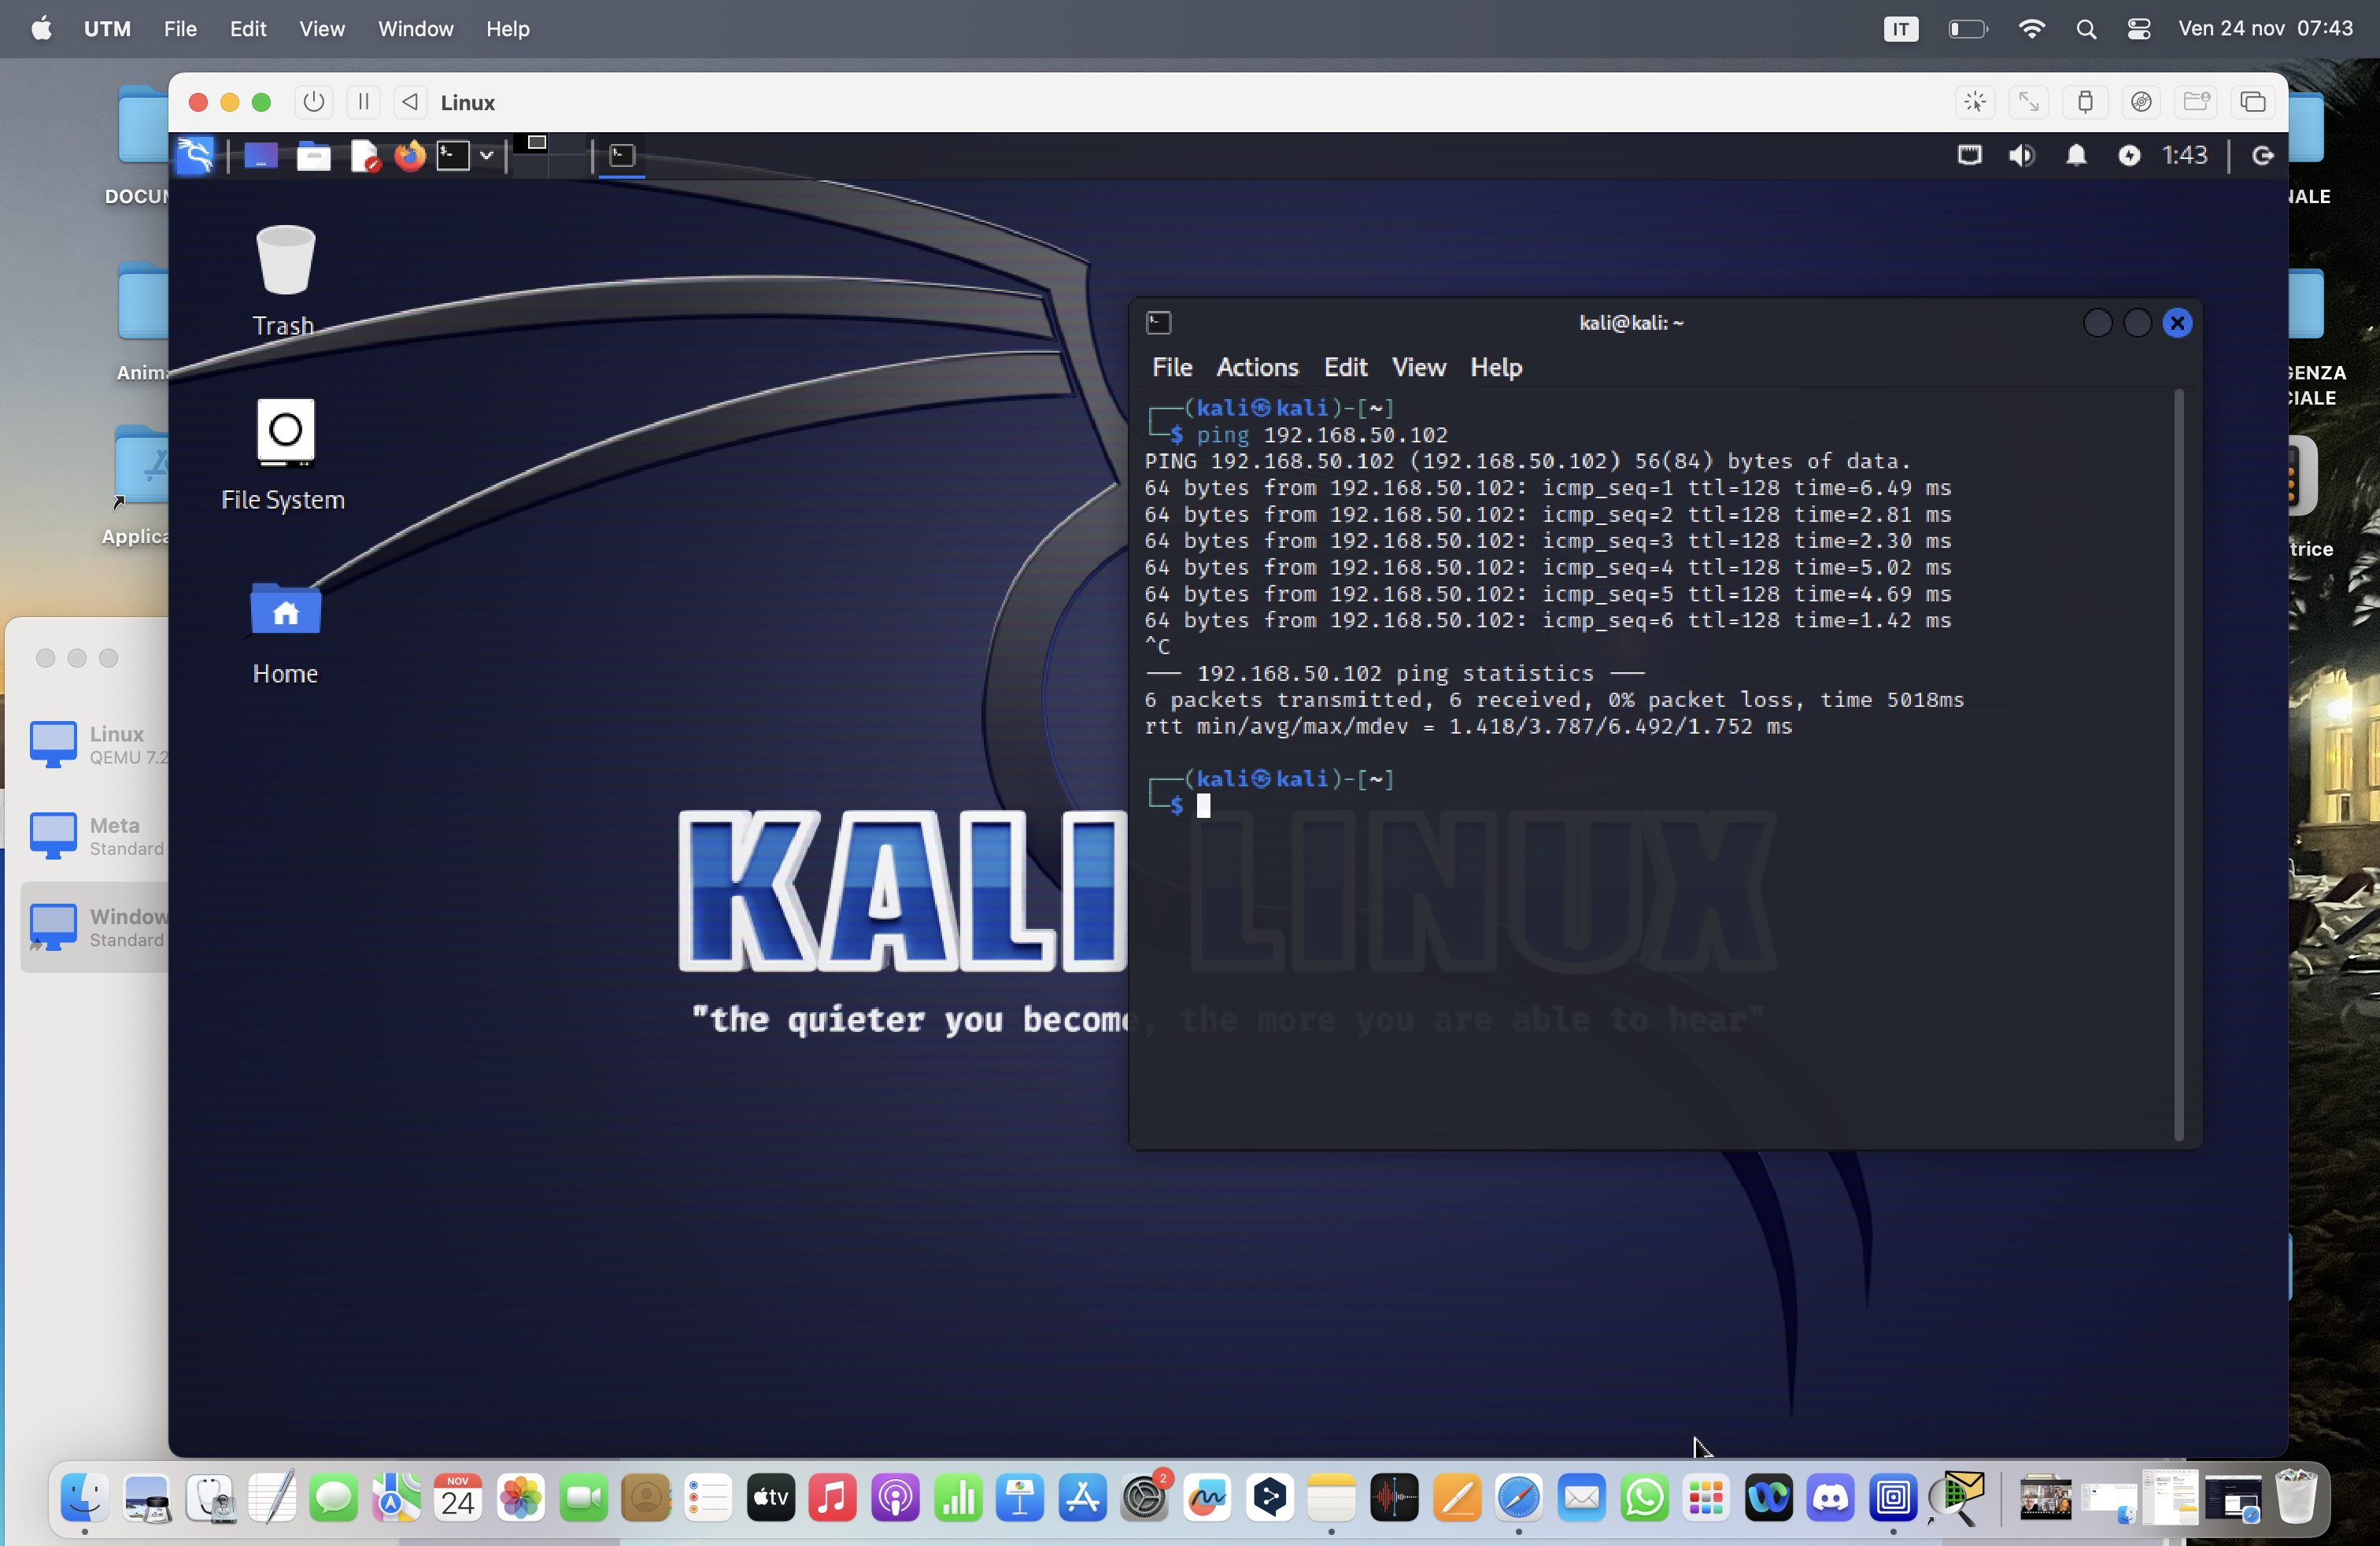 UTM File Edit View Window Help
IT Ven 24 nov 07:43
Linux
1:43
DOCUM
NALE
Trash
Anima
GENZA
CIALE
File System
Applica
trice
Home
Linux
QEMU 7.2
Meta
Standard
Window
Standard
kali@kali: ~
File Actions Edit View Help
┌──(kali㉿kali)-[~]
└─$ ping 192.168.50.102
PING 192.168.50.102 (192.168.50.102) 56(84) bytes of data.
64 bytes from 192.168.50.102: icmp_seq=1 ttl=128 time=6.49 ms
64 bytes from 192.168.50.102: icmp_seq=2 ttl=128 time=2.81 ms
64 bytes from 192.168.50.102: icmp_seq=3 ttl=128 time=2.30 ms
64 bytes from 192.168.50.102: icmp_seq=4 ttl=128 time=5.02 ms
64 bytes from 192.168.50.102: icmp_seq=5 ttl=128 time=4.69 ms
64 bytes from 192.168.50.102: icmp_seq=6 ttl=128 time=1.42 ms
^C
── 192.168.50.102 ping statistics ──
6 packets transmitted, 6 received, 0% packet loss, time 5018ms
rtt min/avg/max/mdev = 1.418/3.787/6.492/1.752 ms
┌──(kali㉿kali)-[~]
└─$
KALI LINUX
"the quieter you become, the more you are able to hear"
NOV
24
tv
2